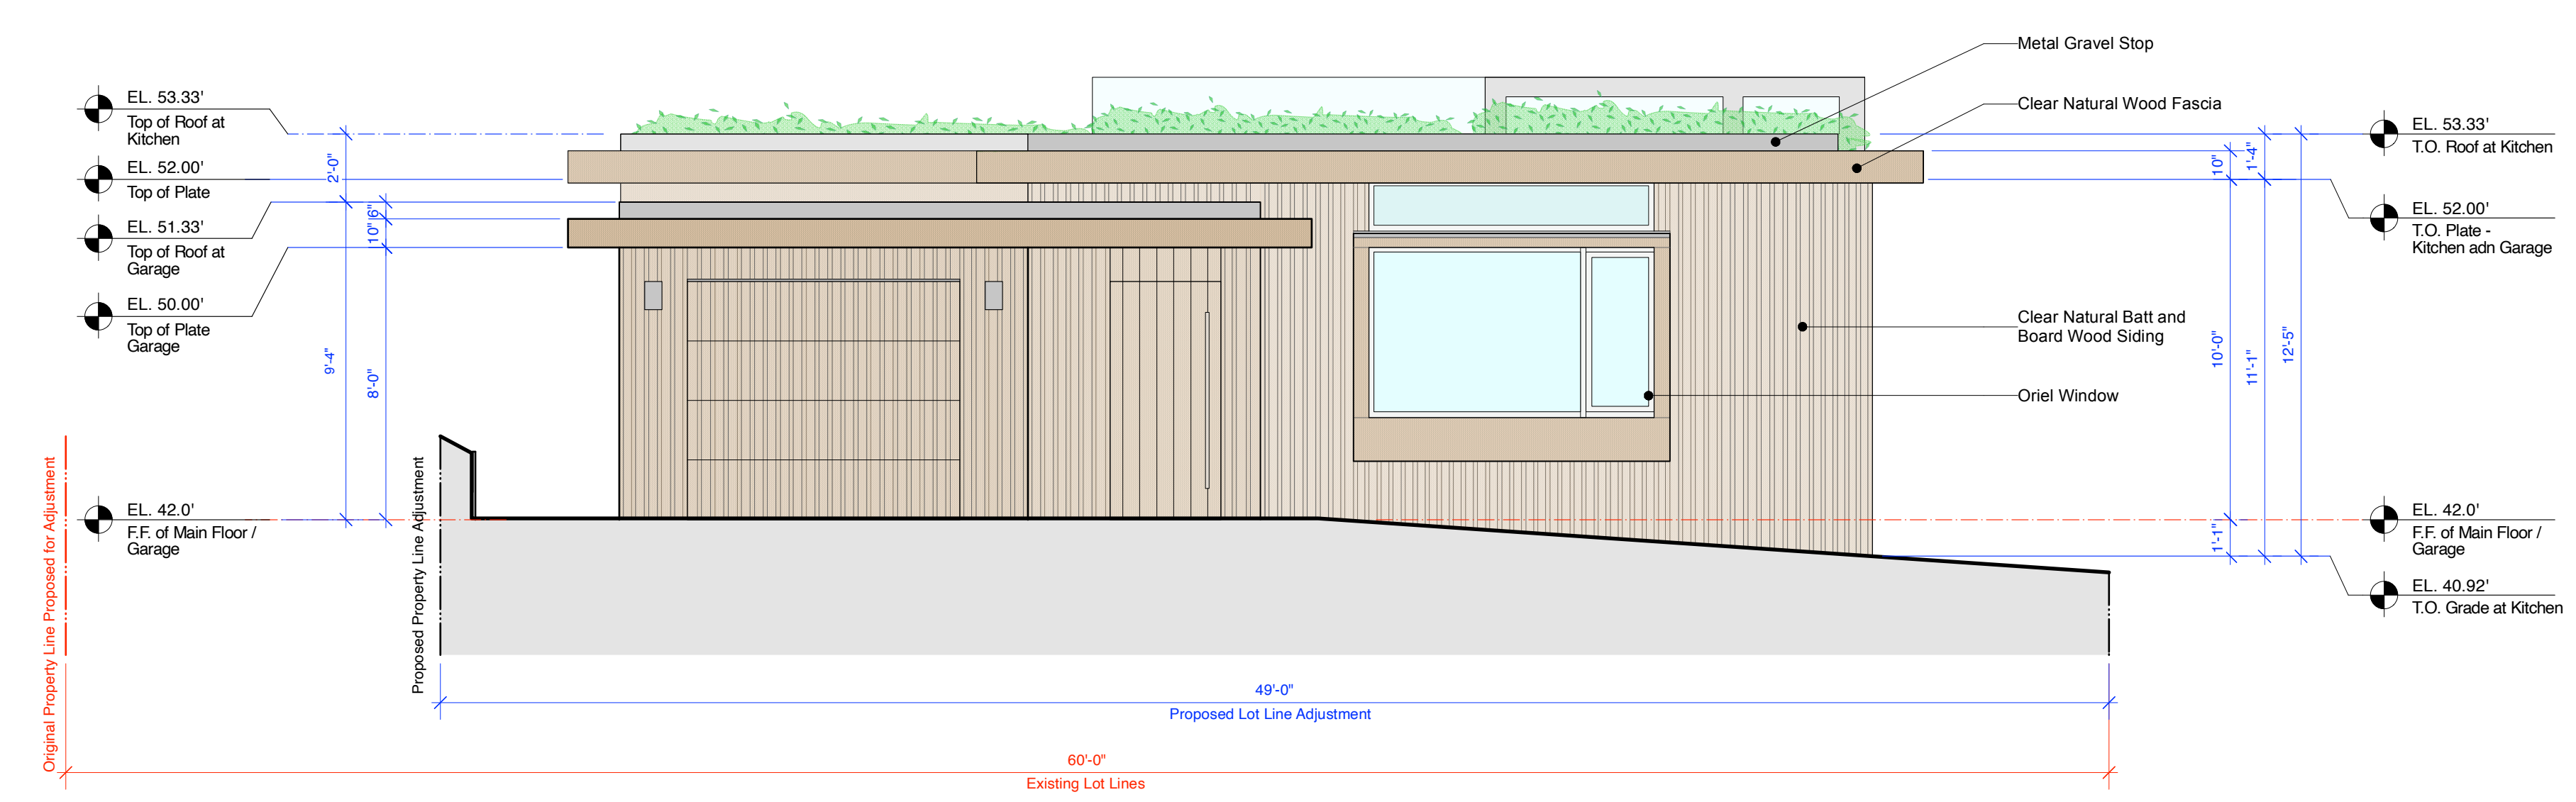 Metal Gravel Stop
Clear Natural Wood Fascia
Clear Natural Batt and
Board Wood Siding
Oriel Window
EL. 53.33'
Top of Roof at
Kitchen
EL. 52.00'
Top of Plate
EL. 51.33'
Top of Roof at
Garage
EL. 50.00'
Top of Plate
Garage
EL. 42.0'
F.F. of Main Floor /
Garage
2'-0"
6"
10"
9'-4"
8'-0"
EL. 53.33'
T.O. Roof at Kitchen
EL. 52.00'
T.O. Plate -
Kitchen adn Garage
EL. 42.0'
F.F. of Main Floor /
Garage
EL. 40.92'
T.O. Grade at Kitchen
10"
1'-4"
10'-0"
11'-1"
12'-5"
1'-1"
Original Property Line Proposed for Adjustment
Proposed Property Line Adjustment
49'-0"
Proposed Lot Line Adjustment
60'-0"
Existing Lot Lines